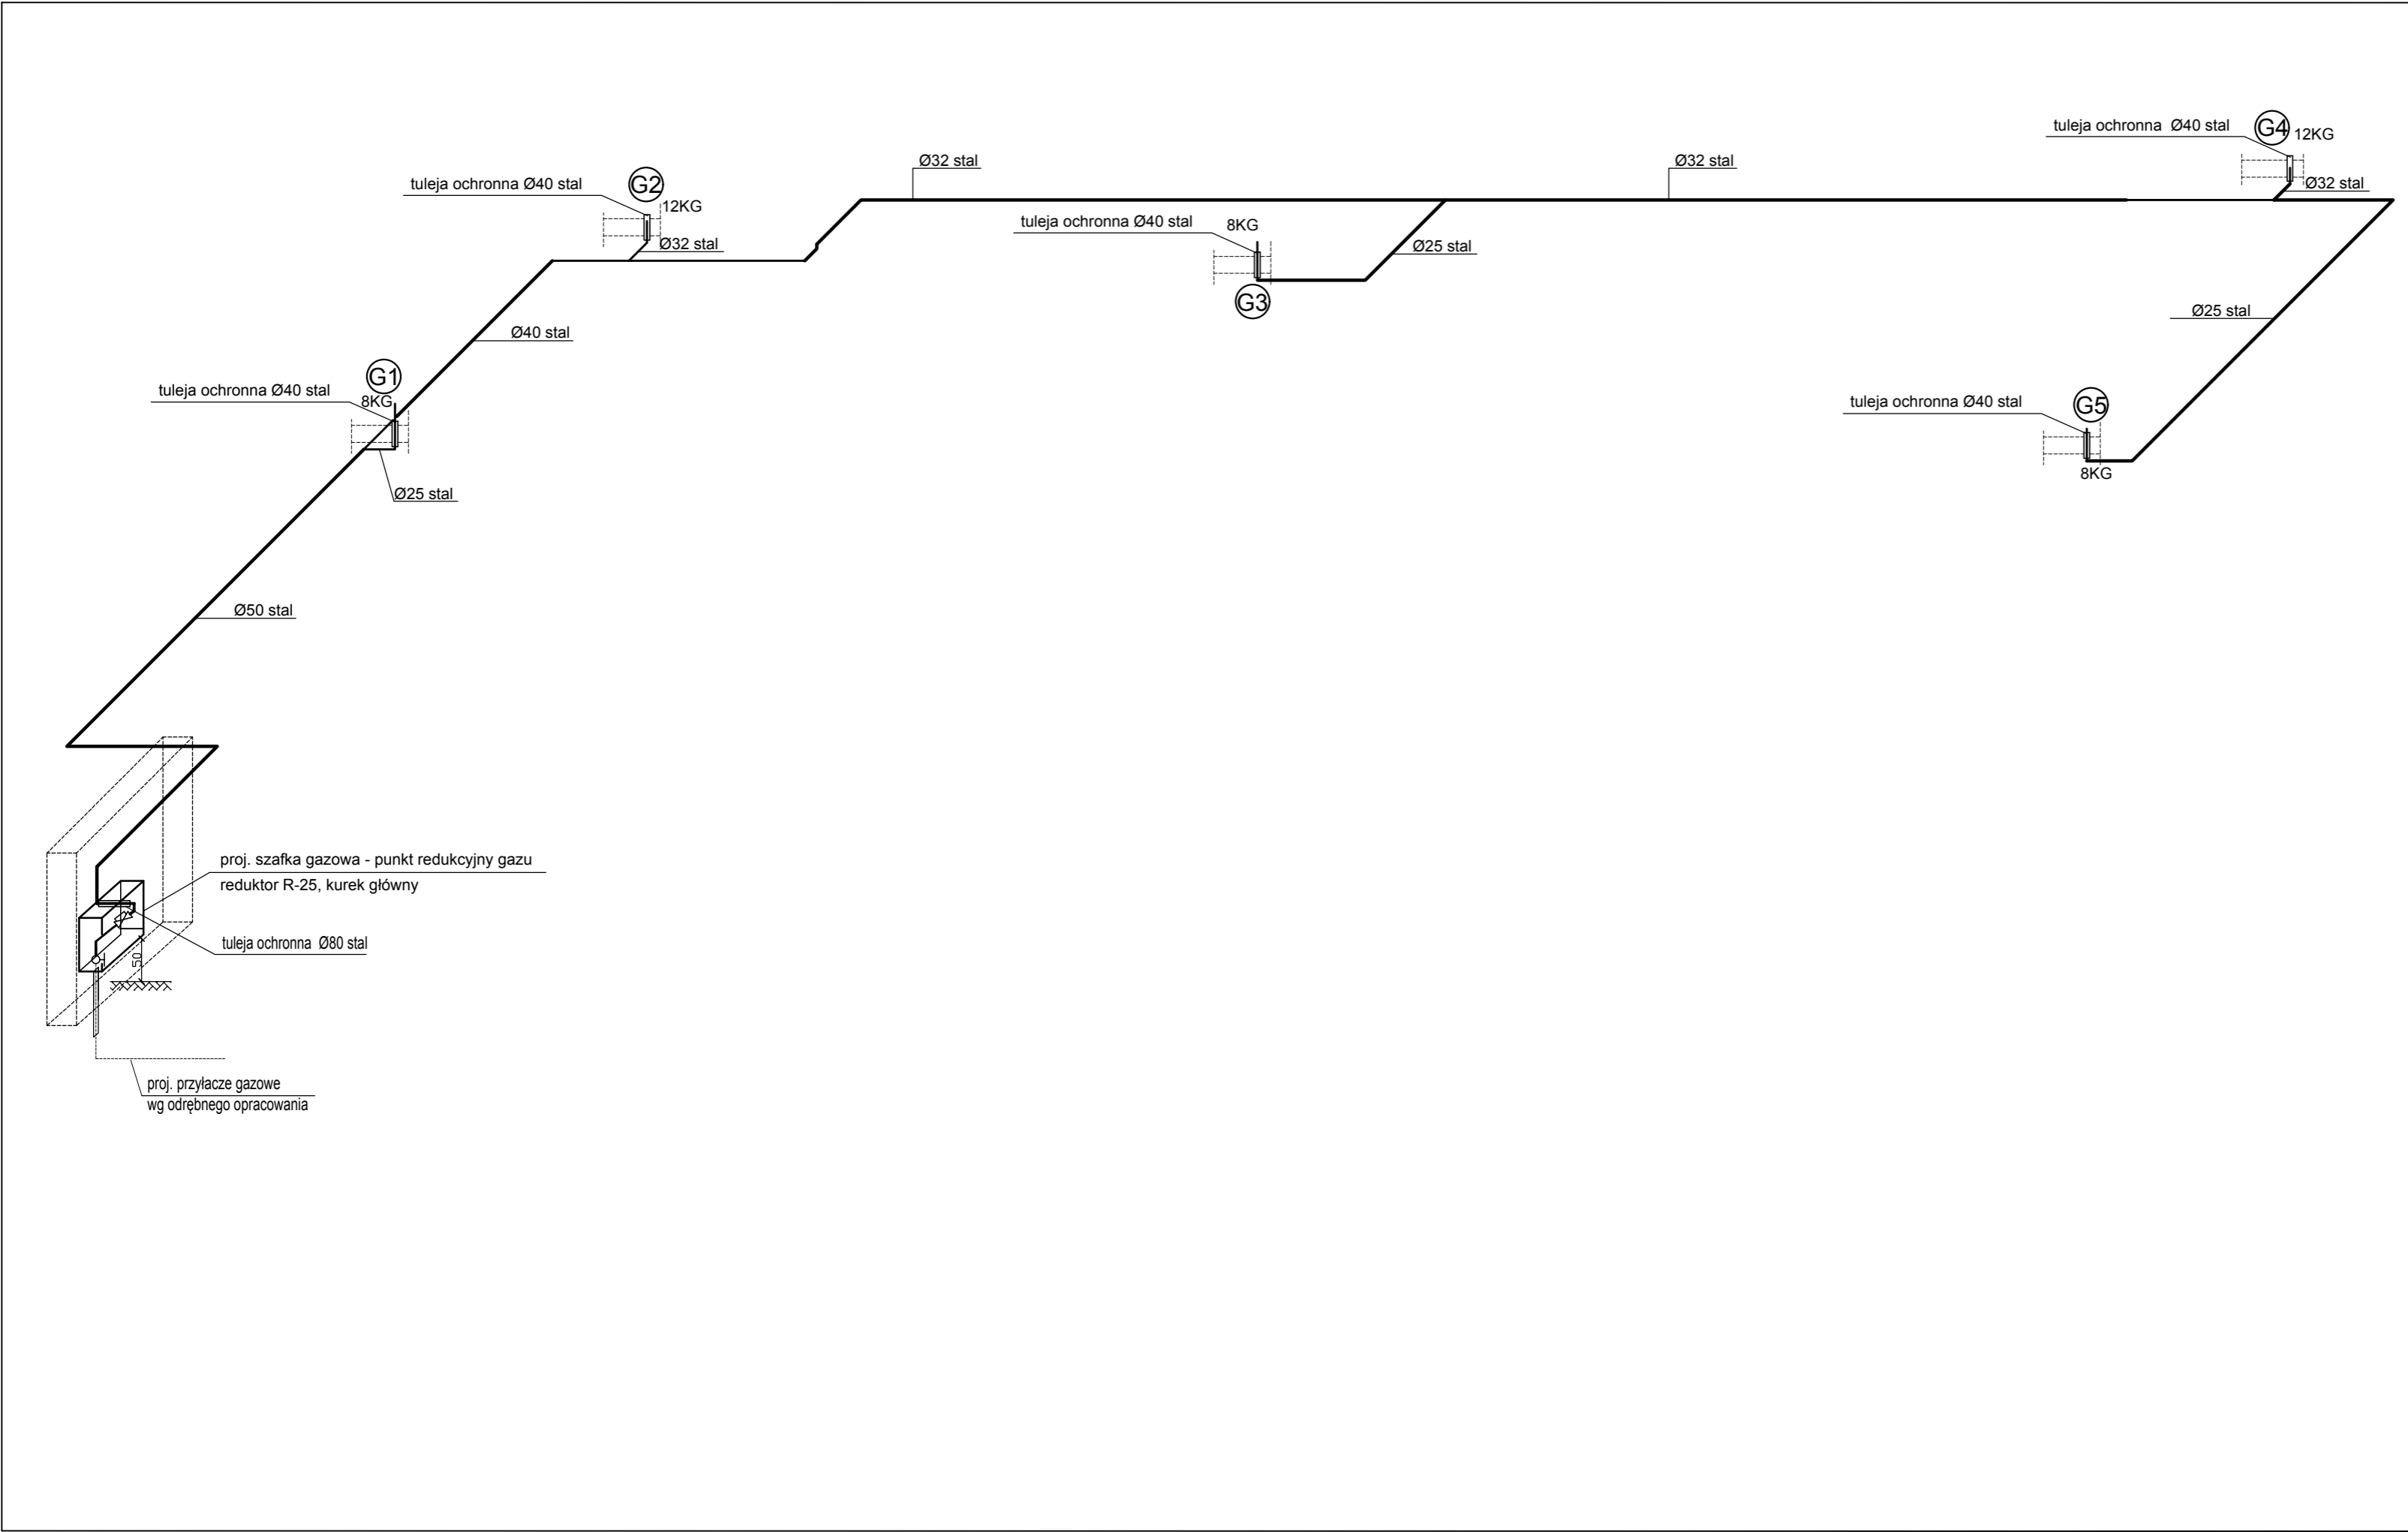 tuleja ochronna Ø40 stal
G4
12KG
Ø32 stal
Ø32 stal
Ø32 stal
tuleja ochronna Ø40 stal
G2
12KG
Ø32 stal
tuleja ochronna Ø40 stal
8KG
G3
Ø25 stal
Ø25 stal
Ø40 stal
G1
tuleja ochronna Ø40 stal
8KG
Ø25 stal
tuleja ochronna Ø40 stal
G5
8KG
Ø50 stal
proj. szafka gazowa - punkt redukcyjny gazu
reduktor R-25, kurek główny
tuleja ochronna Ø80 stal
50
proj. przyłacze gazowe
wg odrębnego opracowania